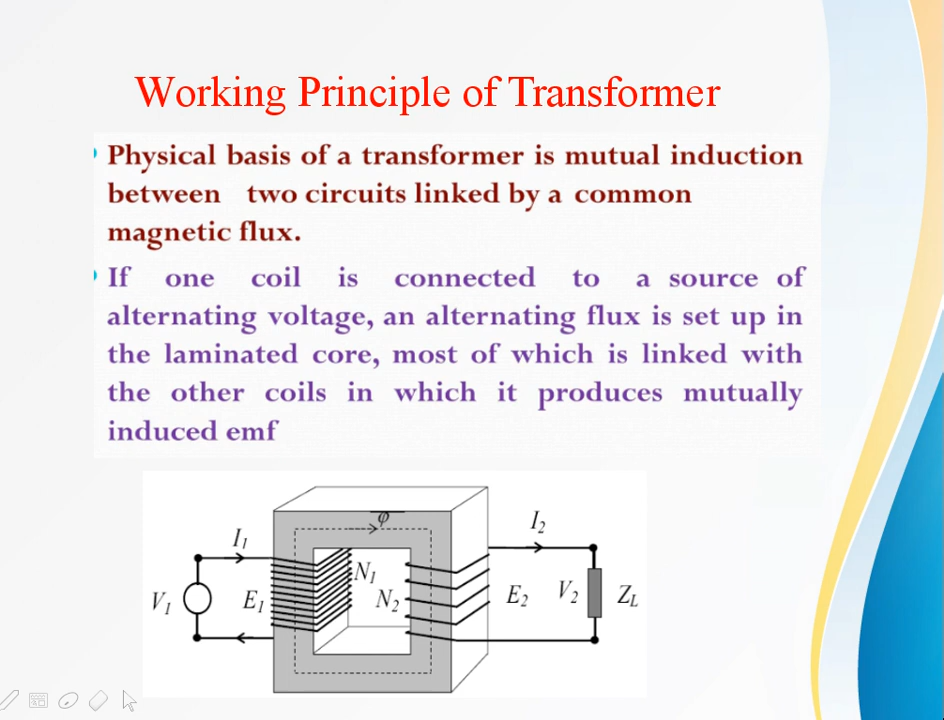 Working Principle of Transformer
Physical basis of a transformer is mutual induction
between two circuits linked by a common
magnetic flux.
If one coil is connected to a source of
alternating voltage, an alternating flux is set up in
the laminated core, most of which is linked with
the other coils in which it produces mutually
induced emf
φ
I₁
I₂
V₁
E₁
N₁
N₂
E₂
V₂
Z_L